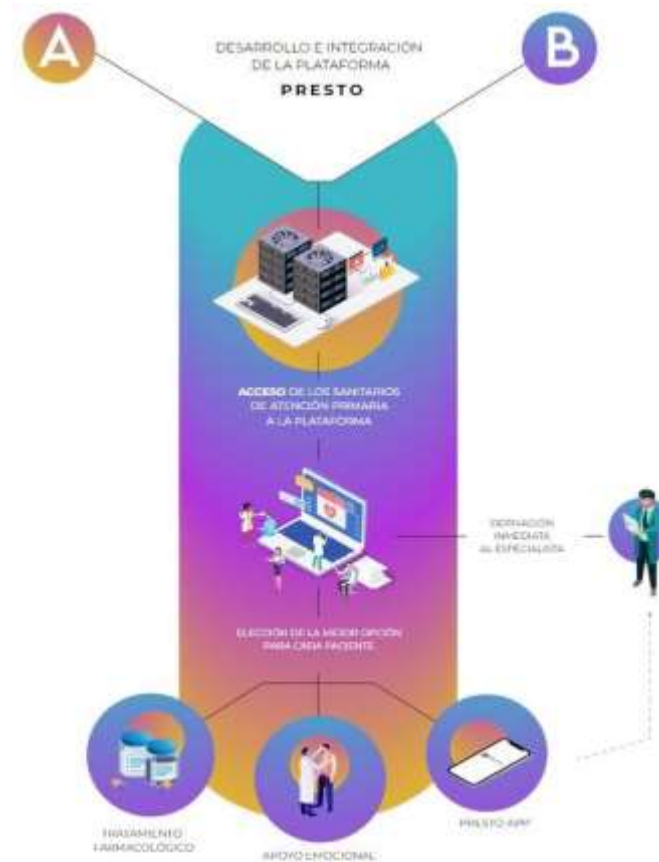 A
B
DESARROLLO E INTEGRACIÓN
DE LA PLATAFORMA
PRESTO
ACCESO DE LOS SANITARIOS
DE ATENCIÓN PRIMARIA
A LA PLATAFORMA
DERIVACIÓN
INMEDIATA
AL ESPECIALISTA
ELECCIÓN DE LA MEJOR OPCIÓN
PARA CADA PACIENTE
TRATAMIENTO
FARMACOLÓGICO
APOYO EMOCIONAL
PRESTO APP